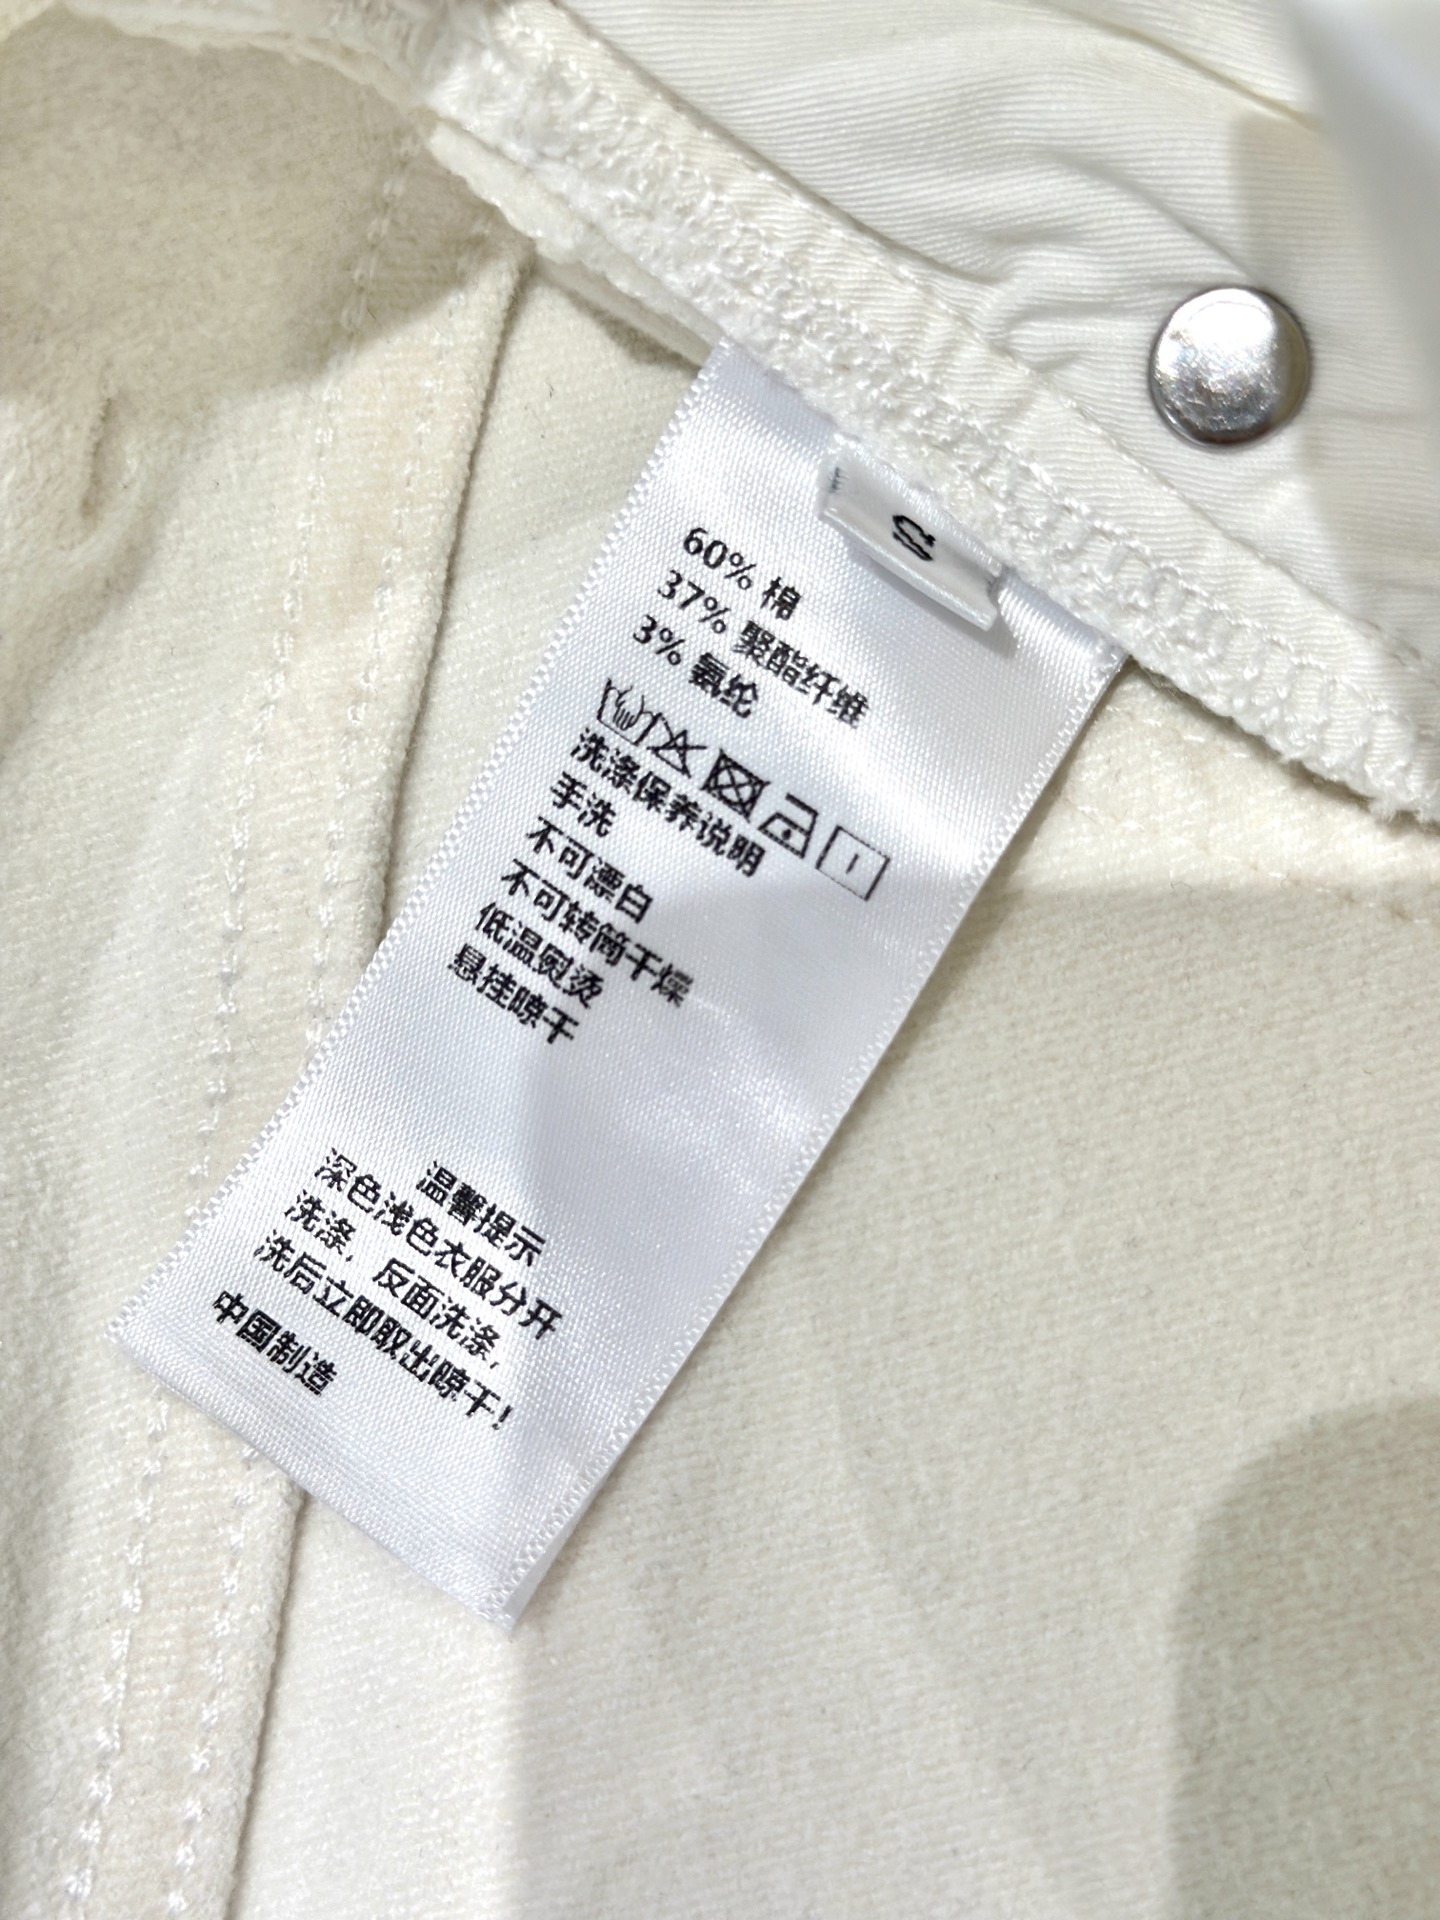 60% 棉
37% 聚酯纤维
3% 氨纶
洗涤保养说明
手洗
不可漂白
不可转筒干燥
低温熨烫
悬挂晾干
温馨提示
深色浅色衣服分开
洗涤，反面洗涤，
洗后立即取出晾干！
中国制造